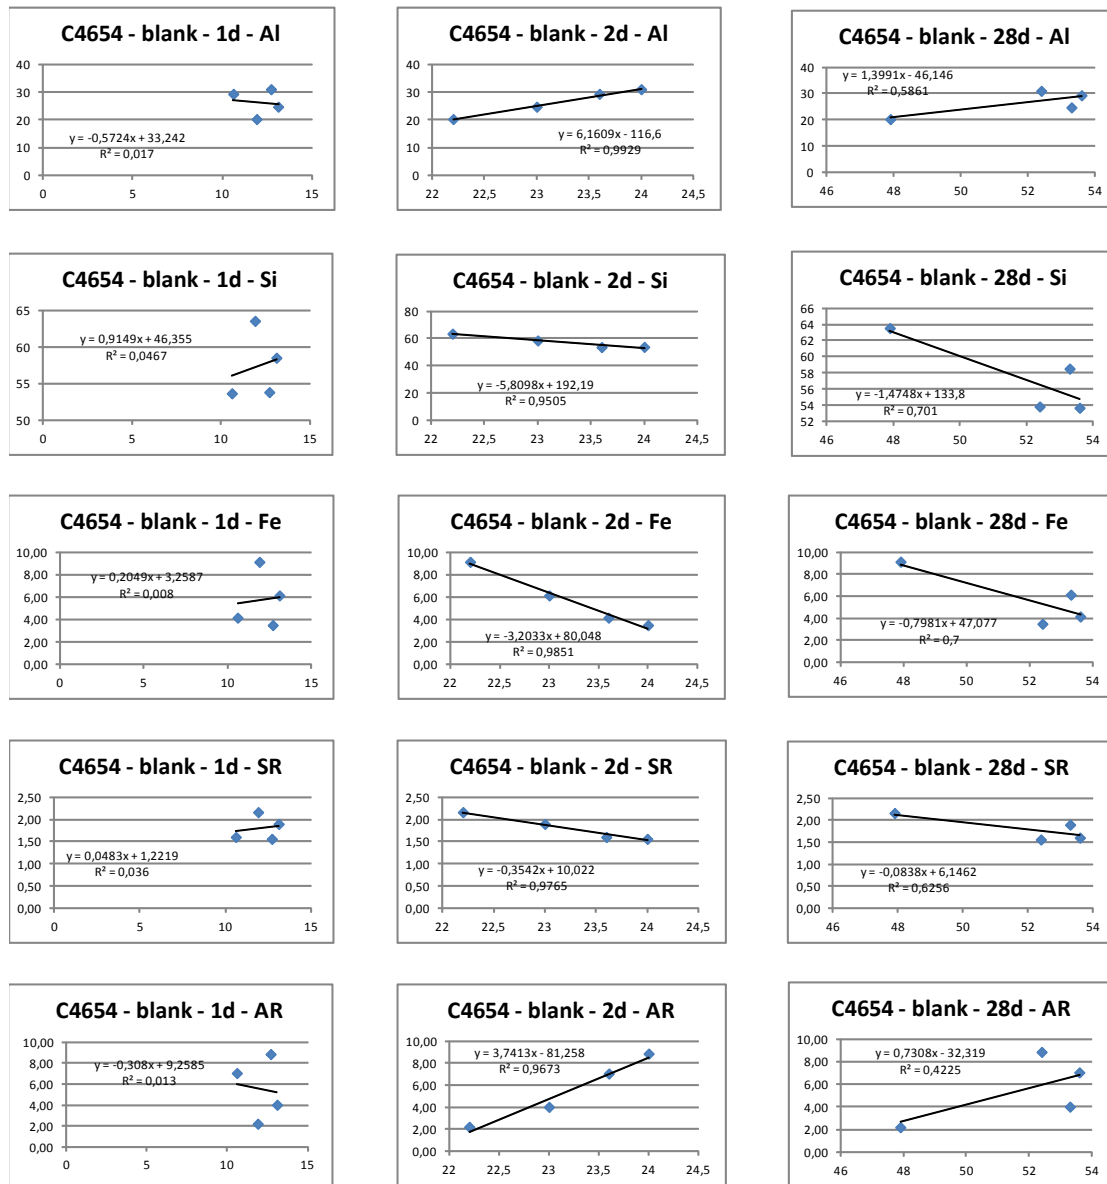 C4654 - blank - 1d - Al
40
30
20
10
0
y = -0,5724x + 33,242
R² = 0,017
0 5 10 15
C4654 - blank - 2d - Al
40
30
20
10
0
y = 6,1609x - 116,6
R² = 0,9929
22 22,5 23 23,5 24 24,5
C4654 - blank - 28d - Al
40
30
20
10
0
y = 1,3991x - 46,146
R² = 0,5861
46 48 50 52 54
C4654 - blank - 1d - Si
65
60
55
50
y = 0,9149x + 46,355
R² = 0,0467
0 5 10 15
C4654 - blank - 2d - Si
80
60
40
20
0
y = -5,8098x + 192,19
R² = 0,9505
22 22,5 23 23,5 24 24,5
C4654 - blank - 28d - Si
66
64
62
60
58
56
54
52
y = -1,4748x + 133,8
R² = 0,701
46 48 50 52 54
C4654 - blank - 1d - Fe
10,00
8,00
6,00
4,00
2,00
0,00
y = 0,2049x + 3,2587
R² = 0,008
0 5 10 15
C4654 - blank - 2d - Fe
10,00
8,00
6,00
4,00
2,00
0,00
y = -3,2033x + 80,048
R² = 0,9851
22 22,5 23 23,5 24 24,5
C4654 - blank - 28d - Fe
10,00
8,00
6,00
4,00
2,00
0,00
y = -0,7981x + 47,077
R² = 0,7
46 48 50 52 54
C4654 - blank - 1d - SR
2,50
2,00
1,50
1,00
0,50
0,00
y = 0,0483x + 1,2219
R² = 0,036
0 5 10 15
C4654 - blank - 2d - SR
2,50
2,00
1,50
1,00
0,50
0,00
y = -0,3542x + 10,022
R² = 0,9765
22 22,5 23 23,5 24 24,5
C4654 - blank - 28d - SR
2,50
2,00
1,50
1,00
0,50
0,00
y = -0,0838x + 6,1462
R² = 0,6256
46 48 50 52 54
C4654 - blank - 1d - AR
10,00
8,00
6,00
4,00
2,00
0,00
y = -0,308x + 9,2585
R² = 0,013
0 5 10 15
C4654 - blank - 2d - AR
10,00
8,00
6,00
4,00
2,00
0,00
y = 3,7413x - 81,258
R² = 0,9673
22 22,5 23 23,5 24 24,5
C4654 - blank - 28d - AR
10,00
8,00
6,00
4,00
2,00
0,00
y = 0,7308x - 32,319
R² = 0,4225
46 48 50 52 54